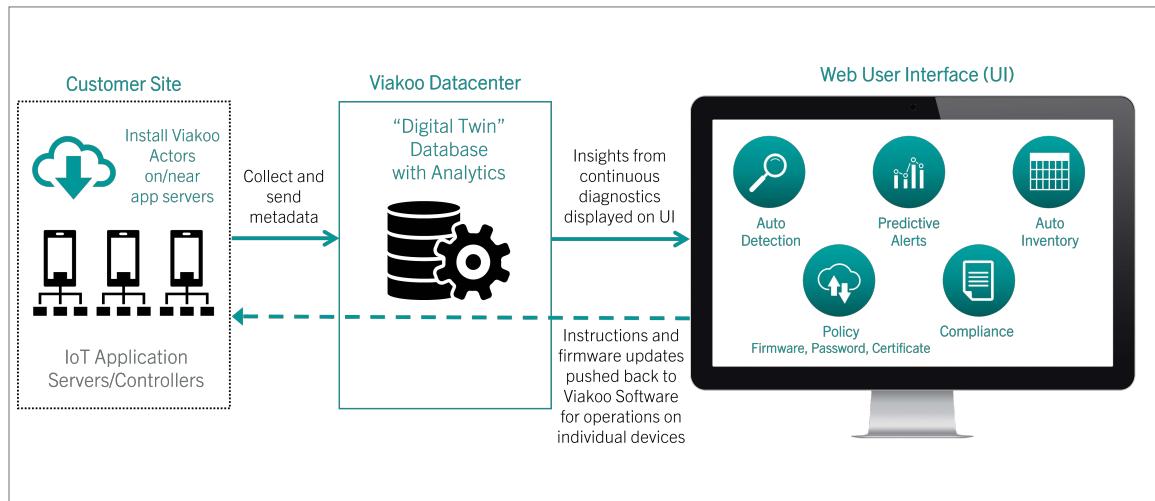 Customer Site
Install Viakoo
Actors
on/near
app servers
IoT Application
Servers/Controllers
Collect and
send
metadata
Viakoo Datacenter
“Digital Twin”
Database
with Analytics
Insights from
continuous
diagnostics
displayed on UI
Instructions and
firmware updates
pushed back to
Viakoo Software
for operations on
individual devices
Web User Interface (UI)
Auto
Detection
Predictive
Alerts
Auto
Inventory
Policy
Firmware, Password, Certificate
Compliance